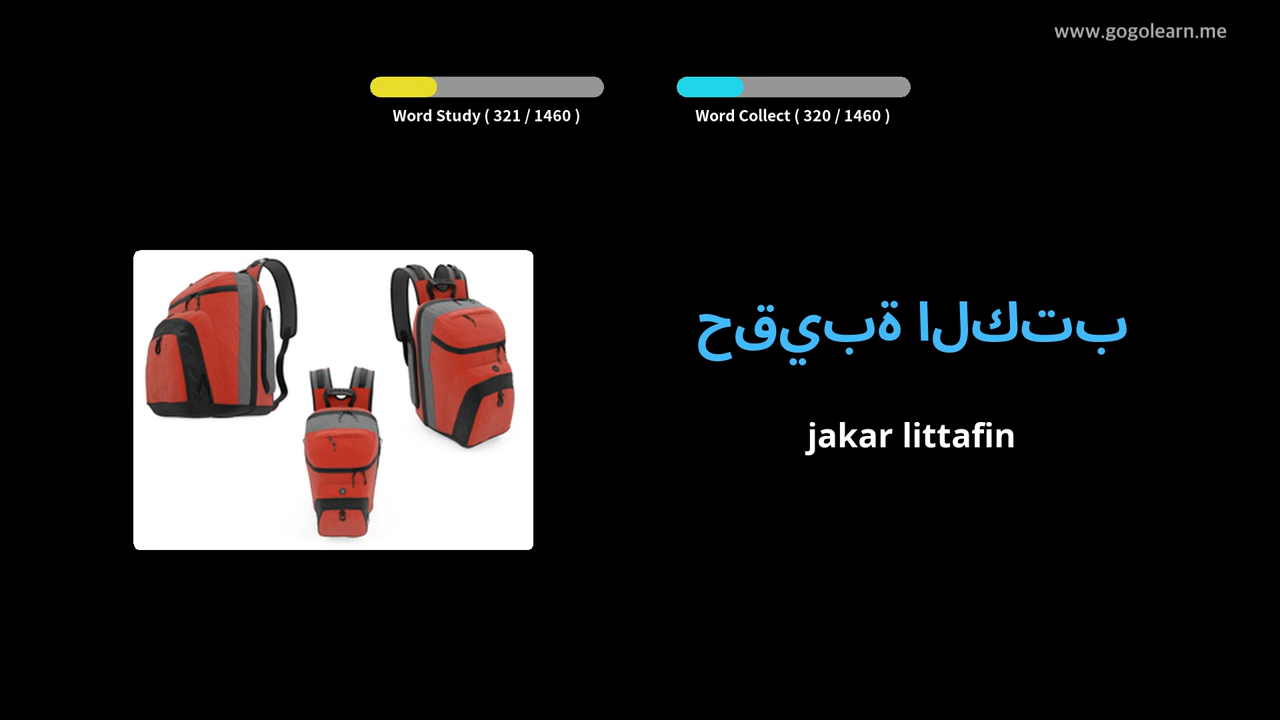 www.gogolearn.me
Word Study ( 321 / 1460 )
Word Collect ( 320 / 1460 )
حقيبة الكتب
jakar littafin